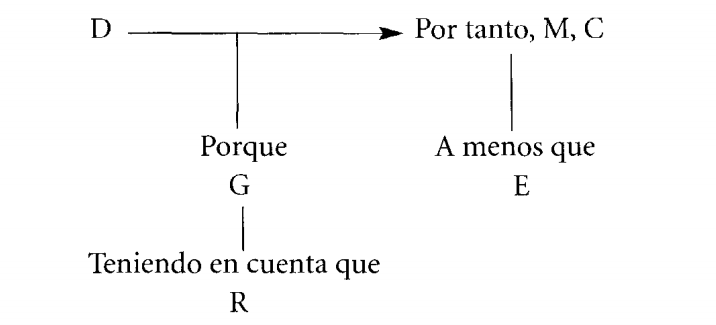 D
Por tanto, M, C
Porque
A menos que
G
E
Teniendo en cuenta que
R